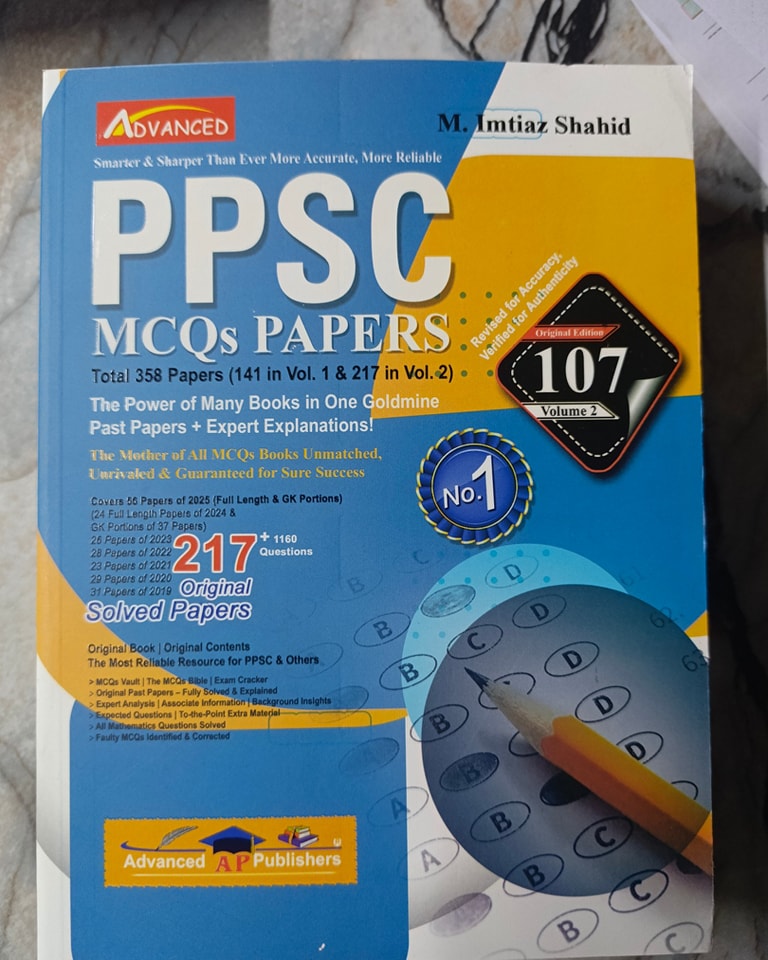 ADVANCED
M. Imtiaz Shahid
Smarter & Sharper Than Ever More Accurate, More Reliable
PPSC
MCQs PAPERS
Total 358 Papers (141 in Vol. 1 & 217 in Vol. 2)
Revised for Accuracy,
Verified for Authenticity
Original Edition
107
Volume 2
The Power of Many Books in One Goldmine
Past Papers + Expert Explanations!
The Mother of All MCQs Books Unmatched,
Unrivaled & Guaranteed for Sure Success
No.1
Covers 56 Papers of 2025 (Full Length & GK Portions)
(24 Full Length Papers of 2024 &
GK Portions of 37 Papers)
25 Papers of 2023
28 Papers of 2022
23 Papers of 2021
29 Papers of 2020
31 Papers of 2019
217 + 1160
Questions
Original
Solved Papers
Original Book | Original Contents
The Most Reliable Resource for PPSC & Others
> MCQs Vault | The MCQs Bible | Exam Cracker
> Original Past Papers – Fully Solved & Explained
> Expert Analysis | Associate Information | Background Insights
> Expected Questions | To-the-Point Extra Material
> All Mathematics Questions Solved
> Faulty MCQs Identified & Corrected
Advanced AP Publishers
B C D
B C D 62.
B D 63
B D
B D
A B C
A B C
B C